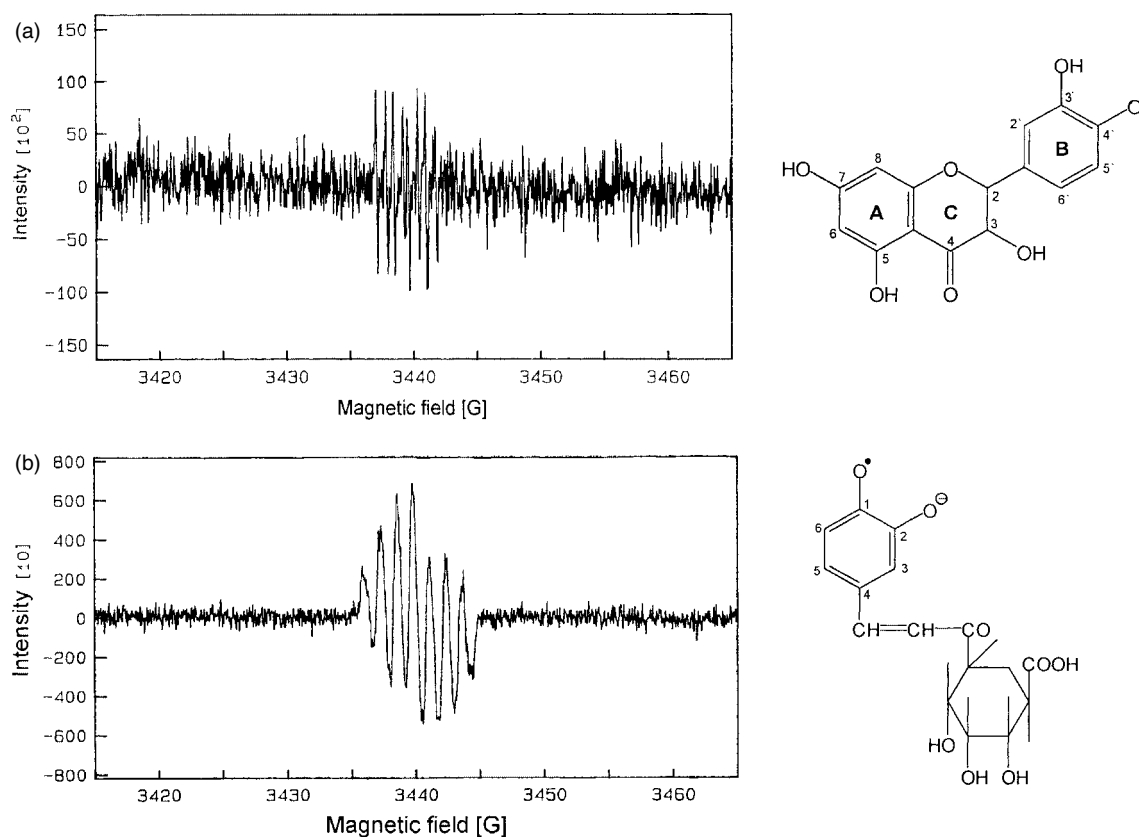 (a)
150
100
50
0
-50
-100
-150
Intensity [10²]
3420 3430 3440 3450 3460
Magnetic field [G]
OH
3`
2`
4`
B
5`
6`
HO
8
7
O
A
C
2
6
5
4
3
OH
OH
O
(b)
800
600
400
200
0
-200
-400
-600
-800
Intensity [10]
3420 3430 3440 3450 3460
Magnetic field [G]
O•
O⊖
1
6
2
5
3
4
CH=CH-CO
COOH
HO
OH OH